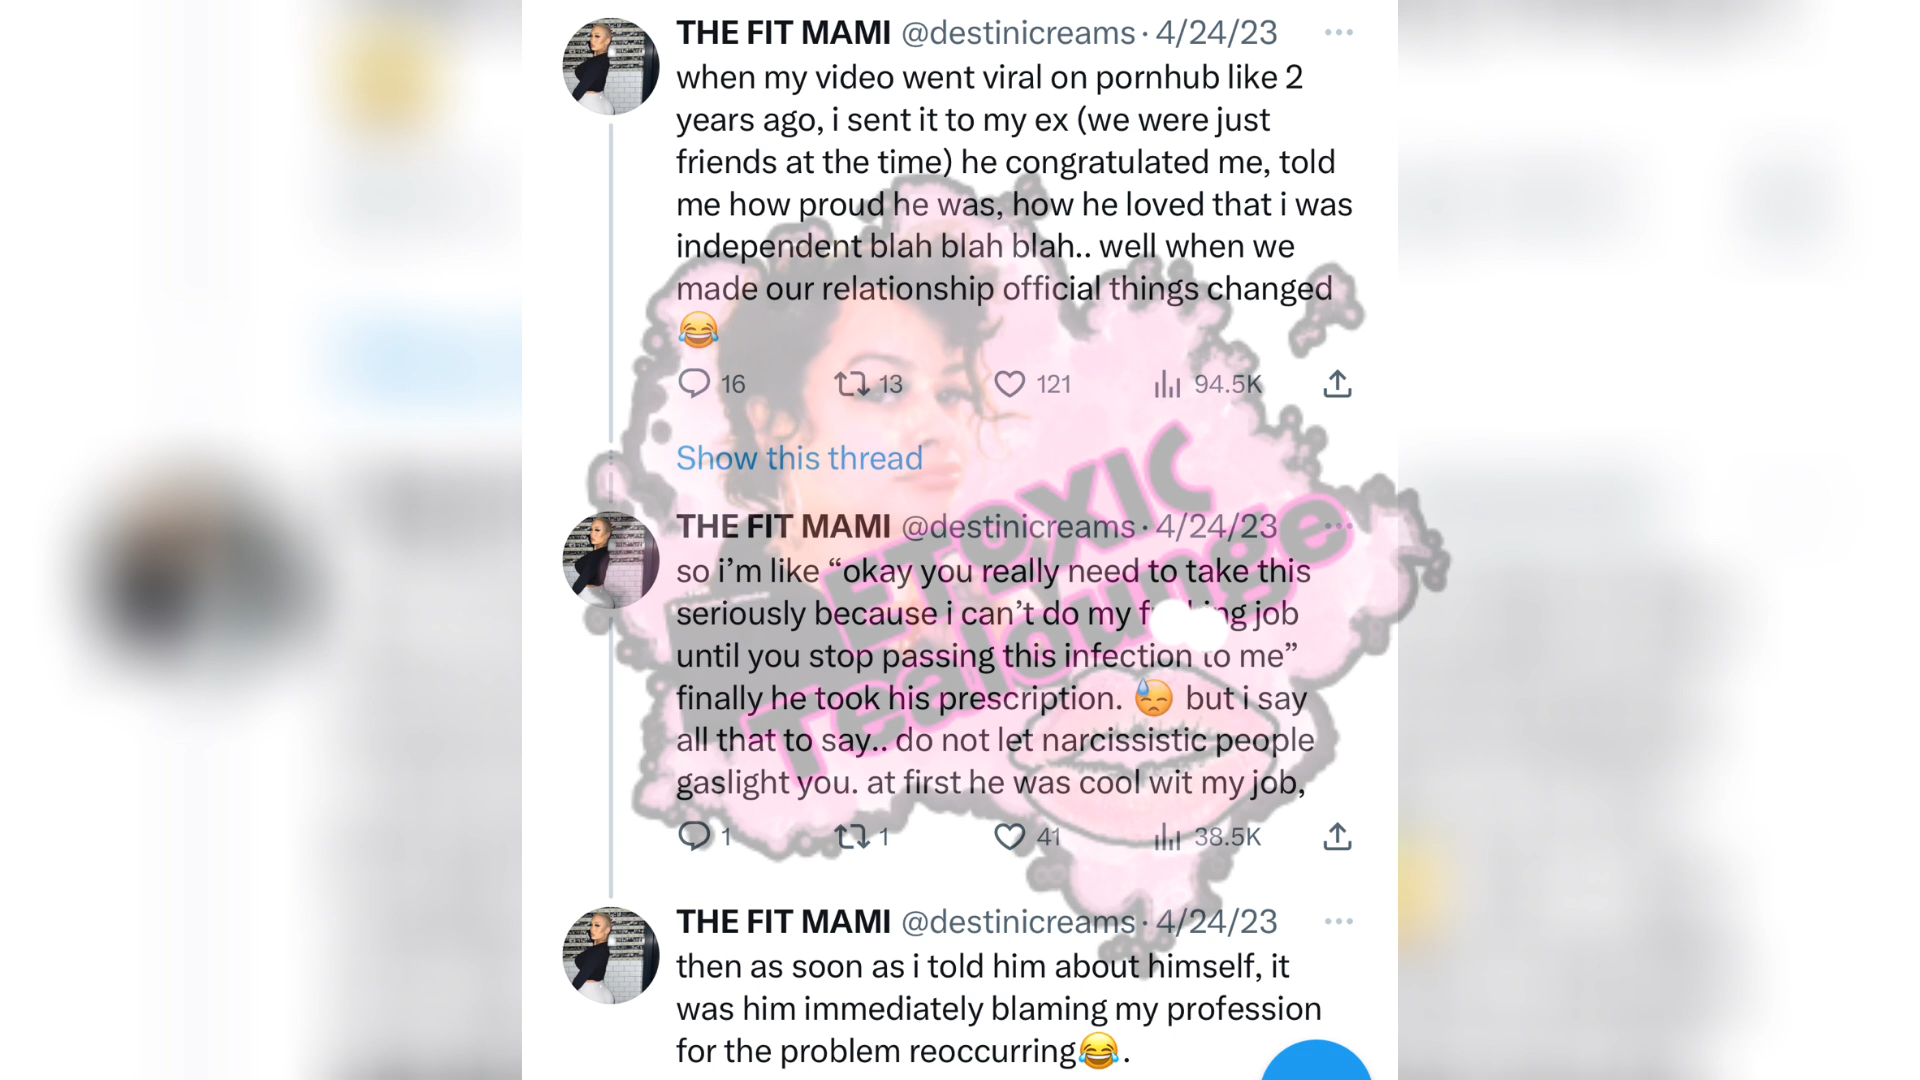 THE FIT MAMI @destinicreams · 4/24/23
when my video went viral on pornhub like 2
years ago, i sent it to my ex (we were just
friends at the time) he congratulated me, told
me how proud he was, how he loved that i was
independent blah blah blah.. well when we
made our relationship official things changed
😂
16 13 121 94.5K
Show this thread
THE FIT MAMI @destinicreams · 4/24/23
so i’m like “okay you really need to take this
seriously because i can’t do my f ing job
until you stop passing this infection to me”
finally he took his prescription. 😓 but i say
all that to say.. do not let narcissistic people
gaslight you. at first he was cool wit my job,
1 1 41 38.5K
THE FIT MAMI @destinicreams · 4/24/23
then as soon as i told him about himself, it
was him immediately blaming my profession
for the problem reoccurring😂.
ETOXIC
Tealounge